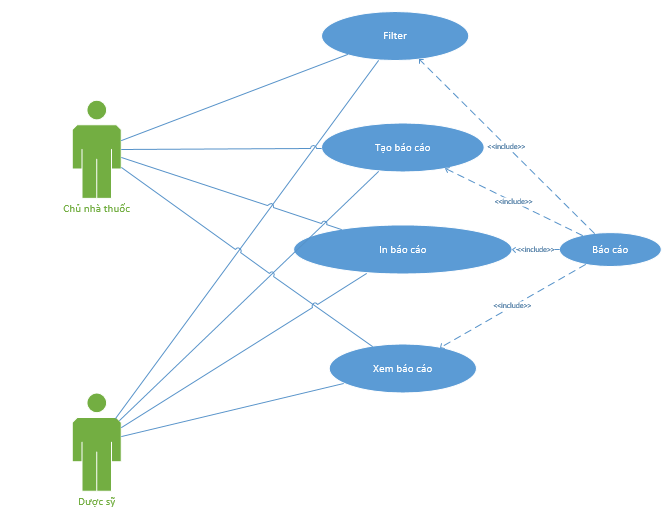 Filter
Tạo báo cáo
<<include>>
Chủ nhà thuốc
<<include>>
In báo cáo
<<include>>
Báo cáo
<<include>>
Xem báo cáo
Dược sỹ